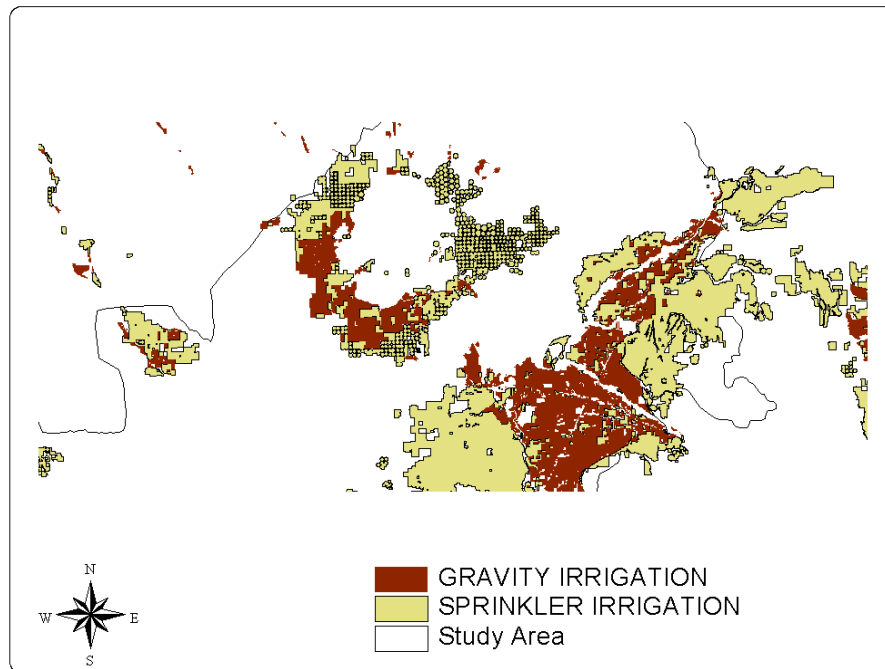 GRAVITY IRRIGATION
SPRINKLER IRRIGATION
Study Area
N
W E
S